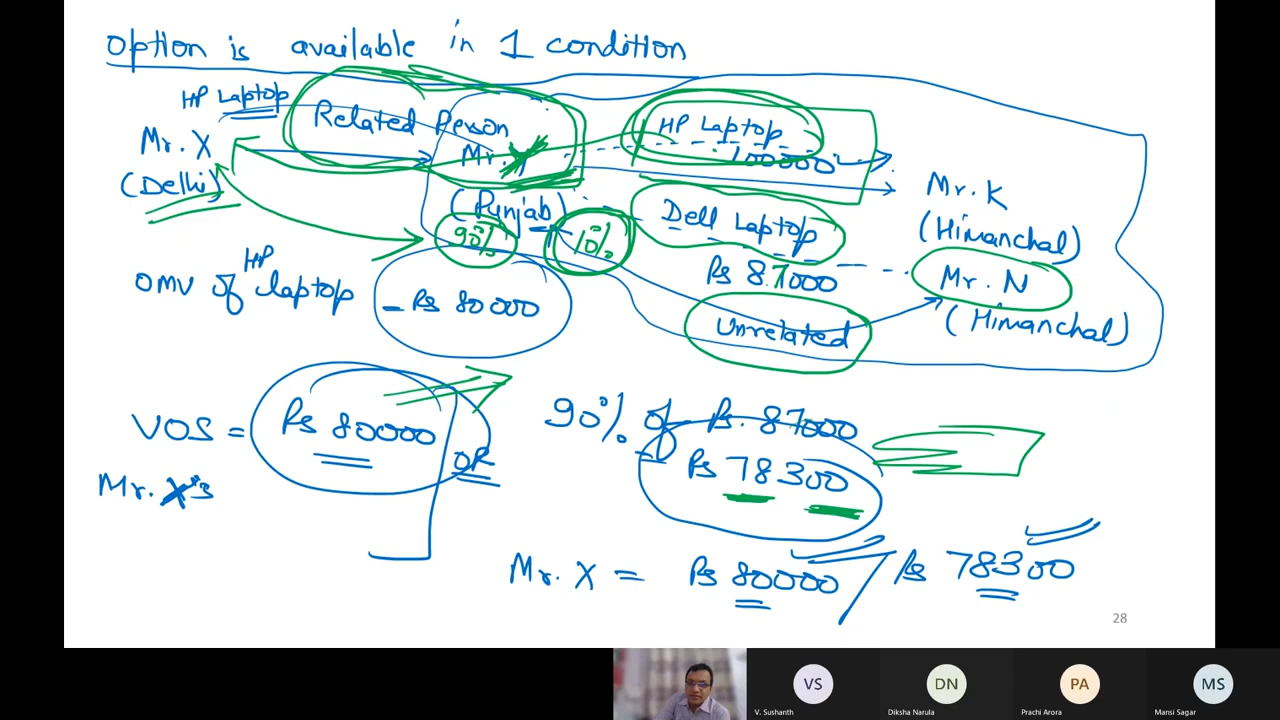 Option is available in 1 condition
HP Laptop
Related Person
HP Laptop
Mr. X
Mr. Y
100000
(Delhi)
Mr. K
(Himanchal)
(Punjab)
Dell Laptop
90%
10%
Rs 87000
Mr. N
(Himanchal)
OMV of HP laptop
- Rs 80000
Unrelated
VOS = Rs 80000
OR
90% of Rs. 87000
Rs 78300
Mr. X's
Mr. X = Rs 80000 / Rs 78300
28
VS
DN
PA
MS
V. Sushanth
Diksha Narula
Prachi Arora
Mansi Sagar